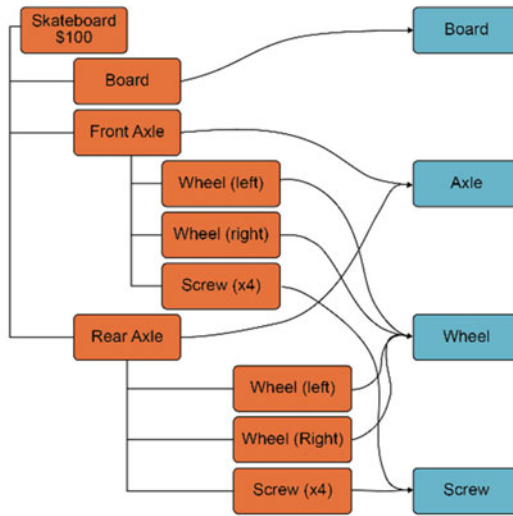 Skateboard
$100
Board
Board
Front Axle
Wheel (left)
Axle
Wheel (right)
Screw (x4)
Rear Axle
Wheel
Wheel (left)
Wheel (Right)
Screw (x4)
Screw